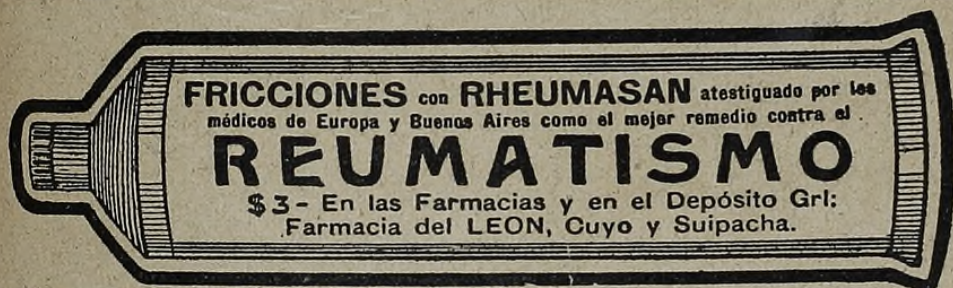 FRICCIONES con RHEUMASAN atestiguado por los
médicos de Europa y Buenos Aires como el mejor remedio contra el
REUMATISMO
$3- En las Farmacias y en el Depósito Grl:
Farmacia del LEON, Cuyo y Suipacha.